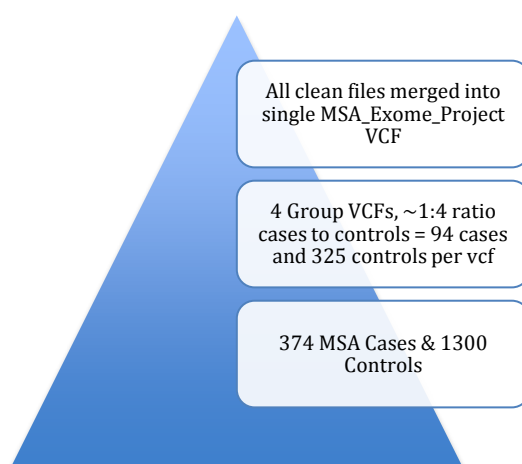 All clean files merged into
single MSA_Exome_Project
VCF
4 Group VCFs, ~1:4 ratio
cases to controls = 94 cases
and 325 controls per vcf
374 MSA Cases & 1300
Controls